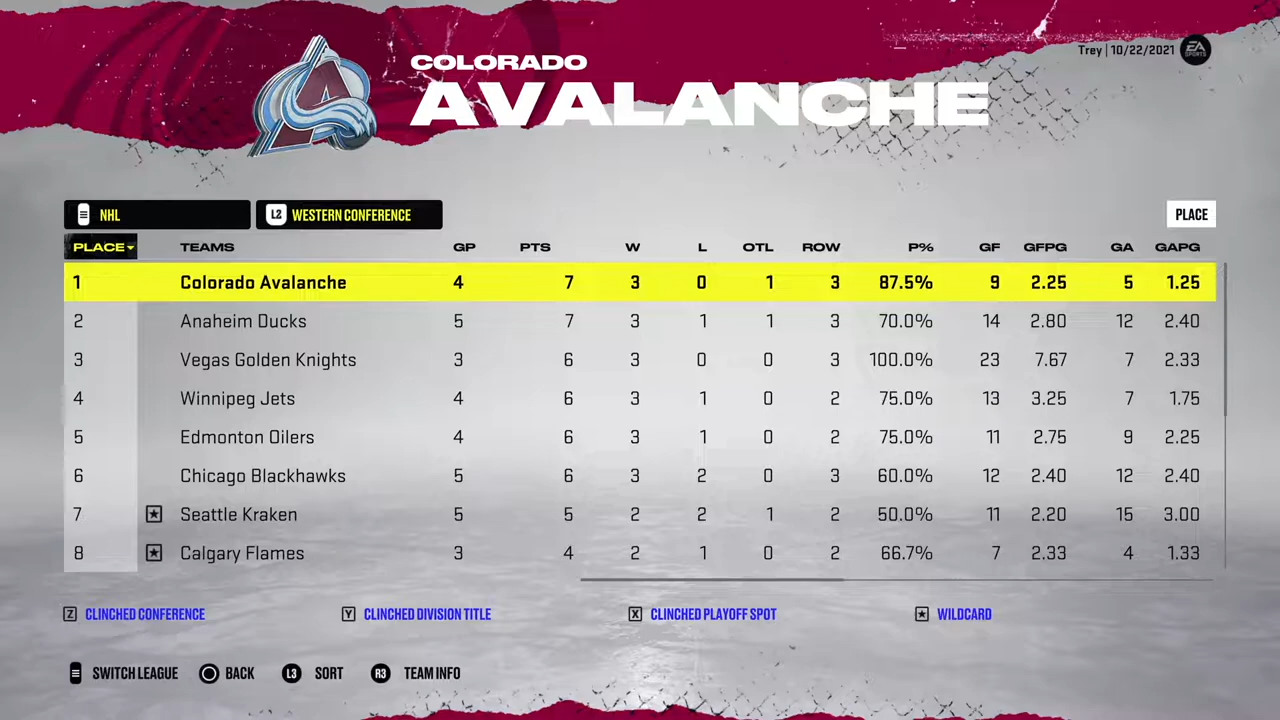 COLORADO
AVALANCHE
Trey | 10/22/2021
EA SPORTS
NHL
L2 WESTERN CONFERENCE
PLACE
PLACE TEAMS GP PTS W L OTL ROW P% GF GFPG GA GAPG
1 Colorado Avalanche 4 7 3 0 1 3 87.5% 9 2.25 5 1.25
2 Anaheim Ducks 5 7 3 1 1 3 70.0% 14 2.80 12 2.40
3 Vegas Golden Knights 3 6 3 0 0 3 100.0% 23 7.67 7 2.33
4 Winnipeg Jets 4 6 3 1 0 2 75.0% 13 3.25 7 1.75
5 Edmonton Oilers 4 6 3 1 0 2 75.0% 11 2.75 9 2.25
6 Chicago Blackhawks 5 6 3 2 0 3 60.0% 12 2.40 12 2.40
7 Seattle Kraken 5 5 2 2 1 2 50.0% 11 2.20 15 3.00
8 Calgary Flames 3 4 2 1 0 2 66.7% 7 2.33 4 1.33
Z CLINCHED CONFERENCE Y CLINCHED DIVISION TITLE X CLINCHED PLAYOFF SPOT WILDCARD
SWITCH LEAGUE BACK L3 SORT R3 TEAM INFO